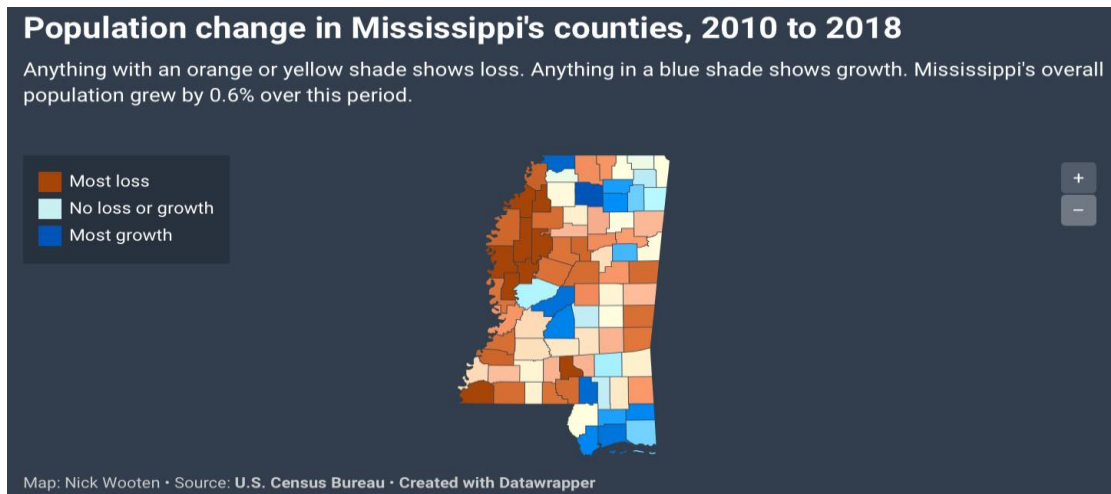 Population change in Mississippi's counties, 2010 to 2018
Anything with an orange or yellow shade shows loss. Anything in a blue shade shows growth. Mississippi's overall
population grew by 0.6% over this period.
Most loss
No loss or growth
Most growth
+
−
Map: Nick Wooten • Source: U.S. Census Bureau • Created with Datawrapper